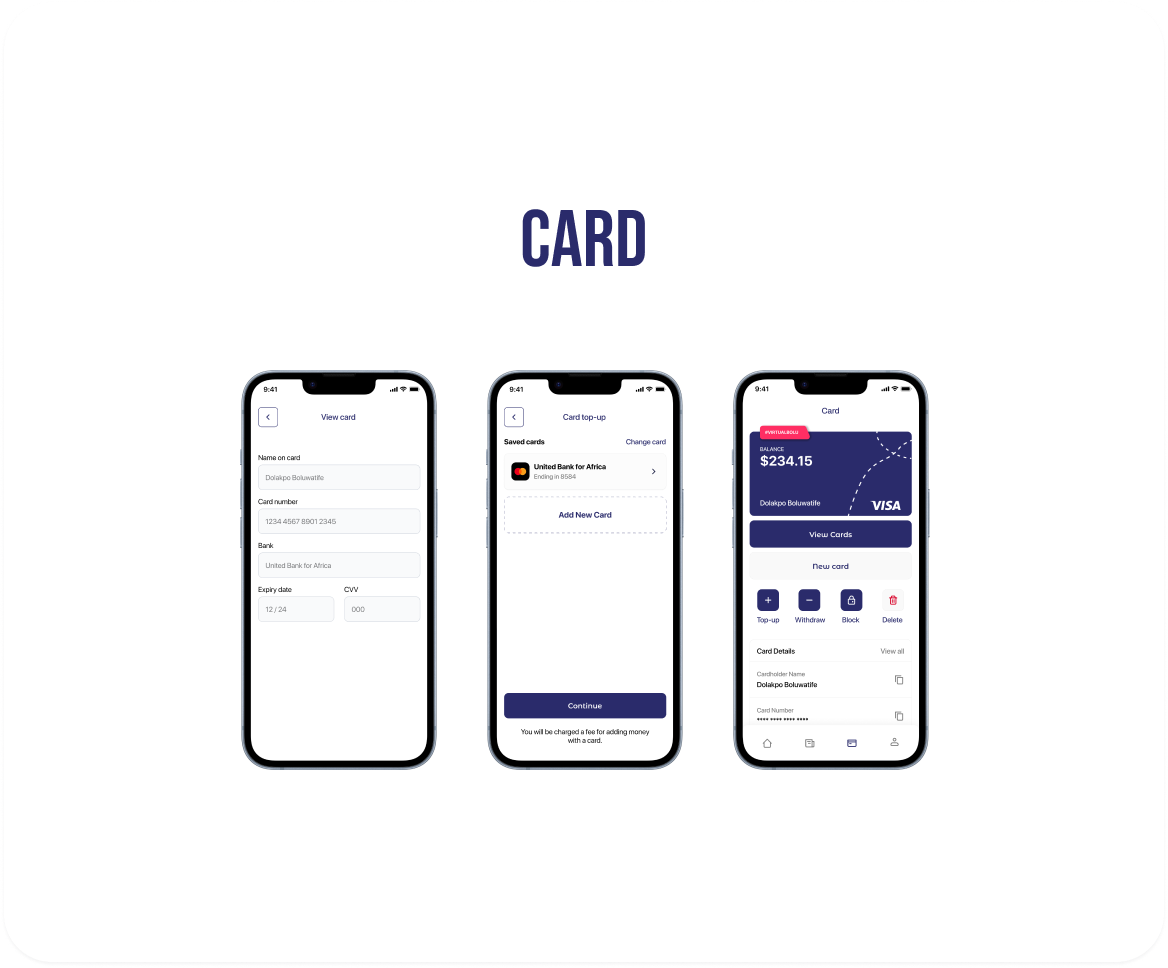 CARD
9:41
View card
Name on card
Dolakpo Boluwatife
Card number
1234 4567 8901 2345
Bank
United Bank for Africa
Expiry date
CVV
12 / 24
000
9:41
Card top-up
Saved cards
Change card
United Bank for Africa
Ending in 8584
Add New Card
Continue
You will be charged a fee for adding money
with a card.
9:41
Card
#VIRTUALBOLU
BALANCE
$234.15
Dolakpo Boluwatife
VISA
View Cards
New card
Top-up
Withdraw
Block
Delete
Card Details
View all
Cardholder Name
Dolakpo Boluwatife
Card Number
•••• •••• •••• ••••